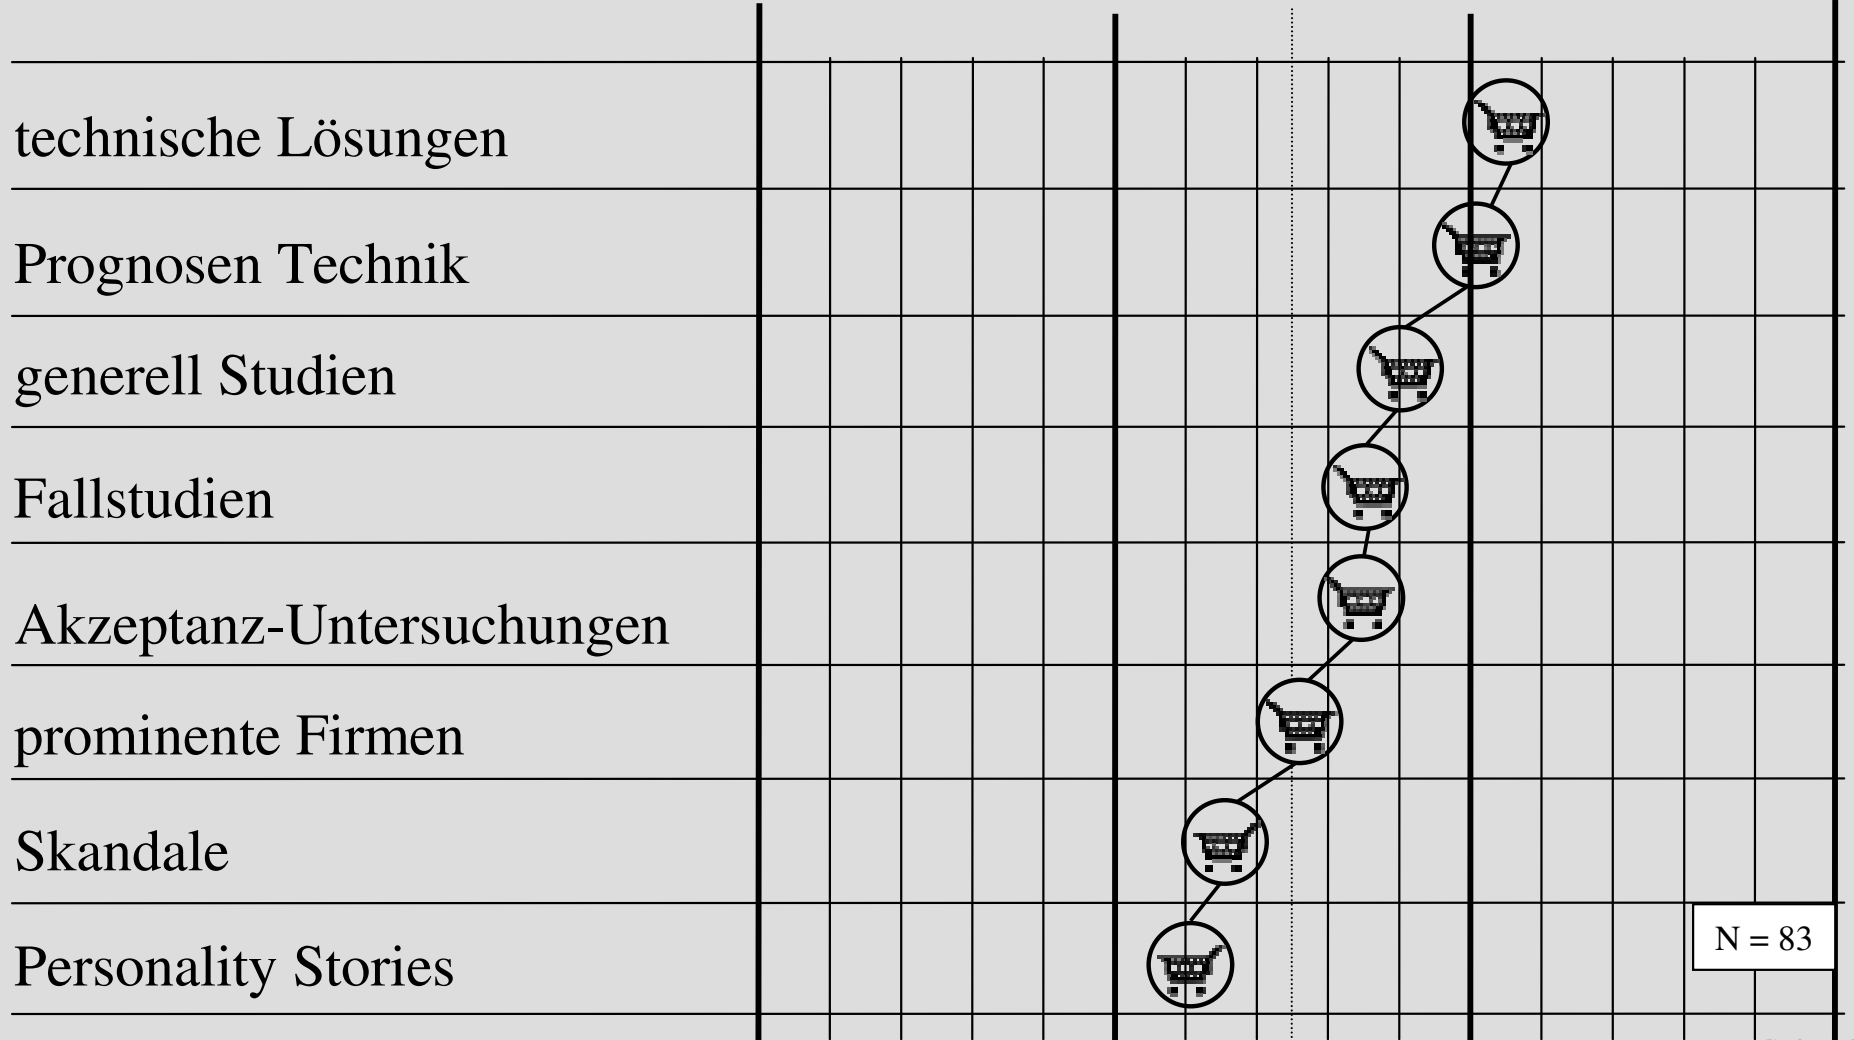 technische Lösungen
Prognosen Technik
generell Studien
Fallstudien
Akzeptanz-Untersuchungen
prominente Firmen
Skandale
N = 83
Personality Stories